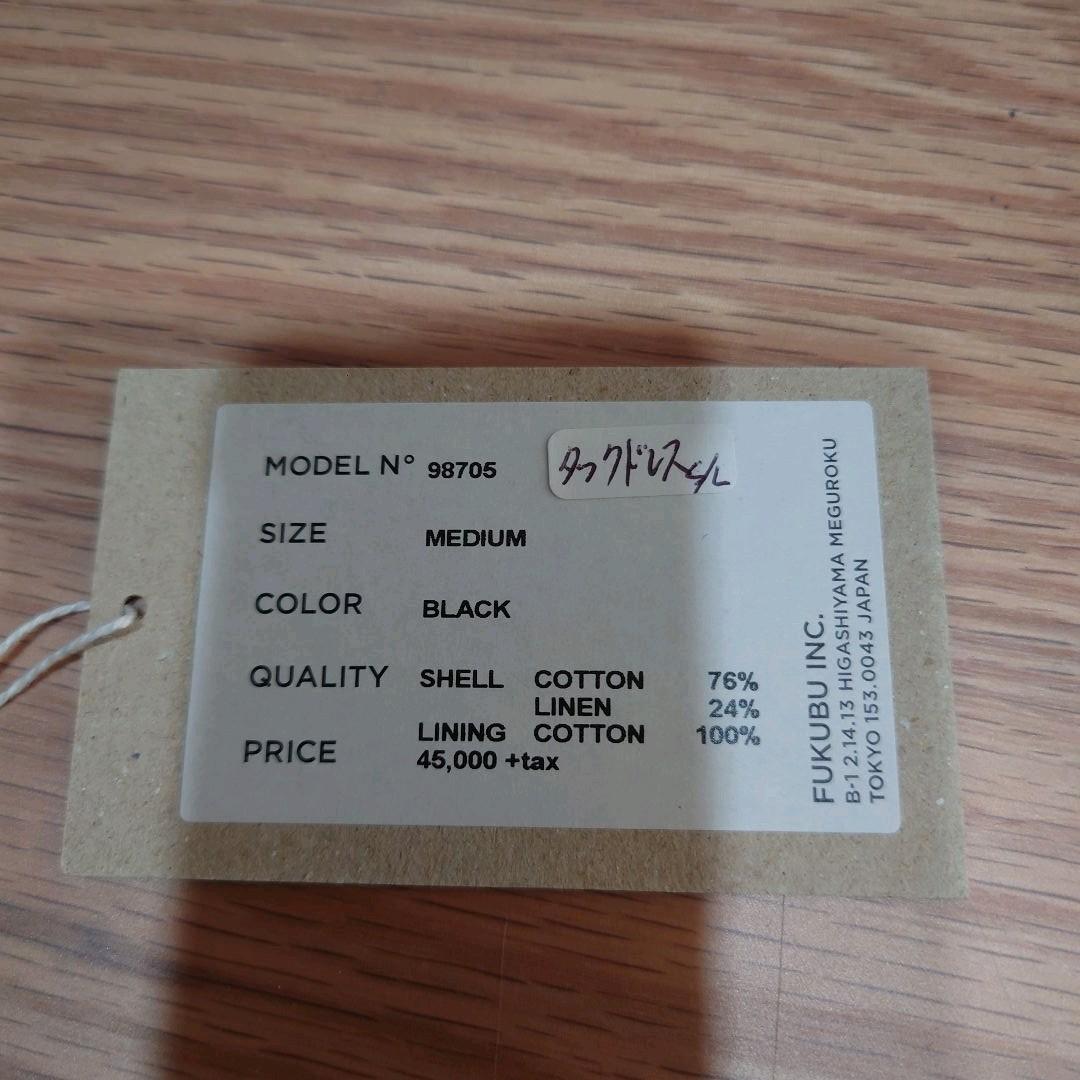 MODEL N° 98705
タックドレス C/L
SIZE MEDIUM
COLOR BLACK
QUALITY SHELL COTTON 76%
LINEN 24%
LINING COTTON 100%
PRICE 45,000 +tax
FUKUBU INC.
B-1 2.14.13 HIGASHIYAMA MEGUROKU
TOKYO 153.0043 JAPAN